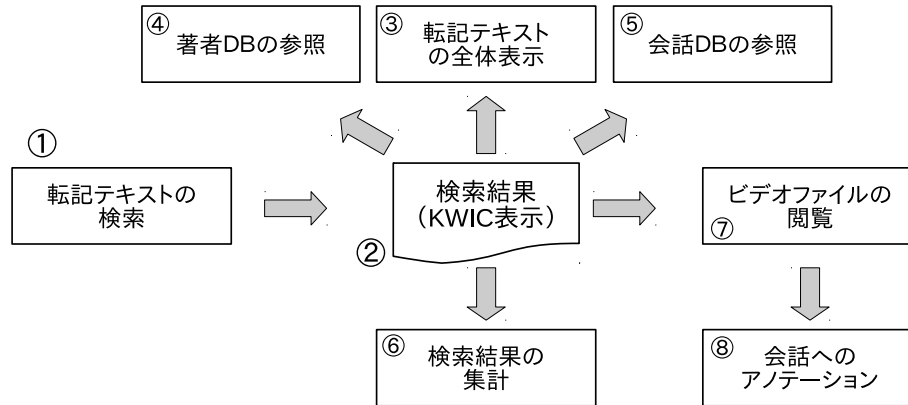 ④
著者DBの参照
③
転記テキスト
の全体表示
⑤
会話DBの参照
①
転記テキストの
検索
検索結果
（KWIC表示）
②
ビデオファイルの
閲覧
⑦
⑥
検索結果の
集計
⑧
会話への
アノテーション